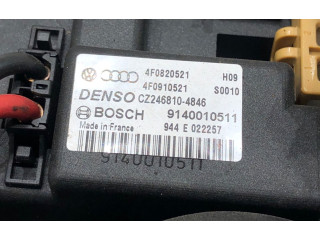 4F0820521 H09
4F0910521 S0010
DENSO CZ246810-4846
BOSCH 9140010511
Made in France 944 E 022257
9140010511